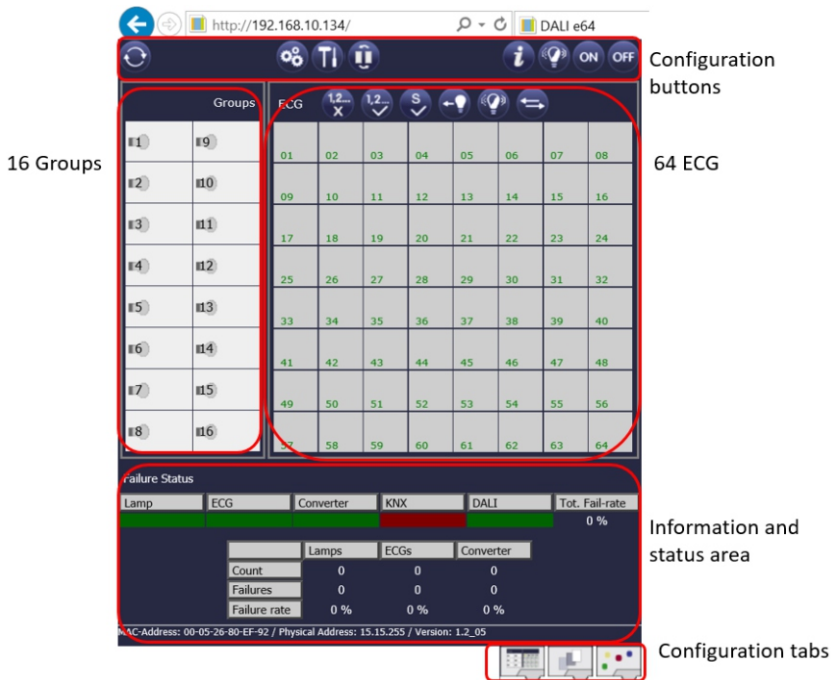 http://192.168.10.134/
DALI e64
i
ON
OFF
Configuration
buttons
Groups
ECG
1,2...
X
1,2...
S
16 Groups
64 ECG
1 9
2 10
3 11
4 12
5 13
6 14
7 15
8 16
01 02 03 04 05 06 07 08
09 10 11 12 13 14 15 16
17 18 19 20 21 22 23 24
25 26 27 28 29 30 31 32
33 34 35 36 37 38 39 40
41 42 43 44 45 46 47 48
49 50 51 52 53 54 55 56
57 58 59 60 61 62 63 64
Failure Status
Lamp ECG Converter KNX DALI Tot. Fail-rate
0 %
Lamps ECGs Converter
Count 0 0 0
Failures 0 0 0
Failure rate 0 % 0 % 0 %
Information and
status area
MAC-Address: 00-05-26-80-EF-92 / Physical Address: 15.15.255 / Version: 1.2_05
Configuration tabs